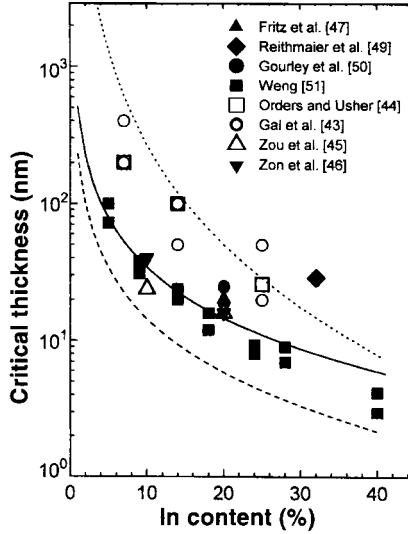 Critical thickness (nm)
10³
10²
10¹
10⁰
Fritz et al. [47]
Reithmaier et al. [49]
Gourley et al. [50]
Weng [51]
Orders and Usher [44]
Gal et al. [43]
Zou et al. [45]
Zon et al. [46]
0 10 20 30 40
In content (%)